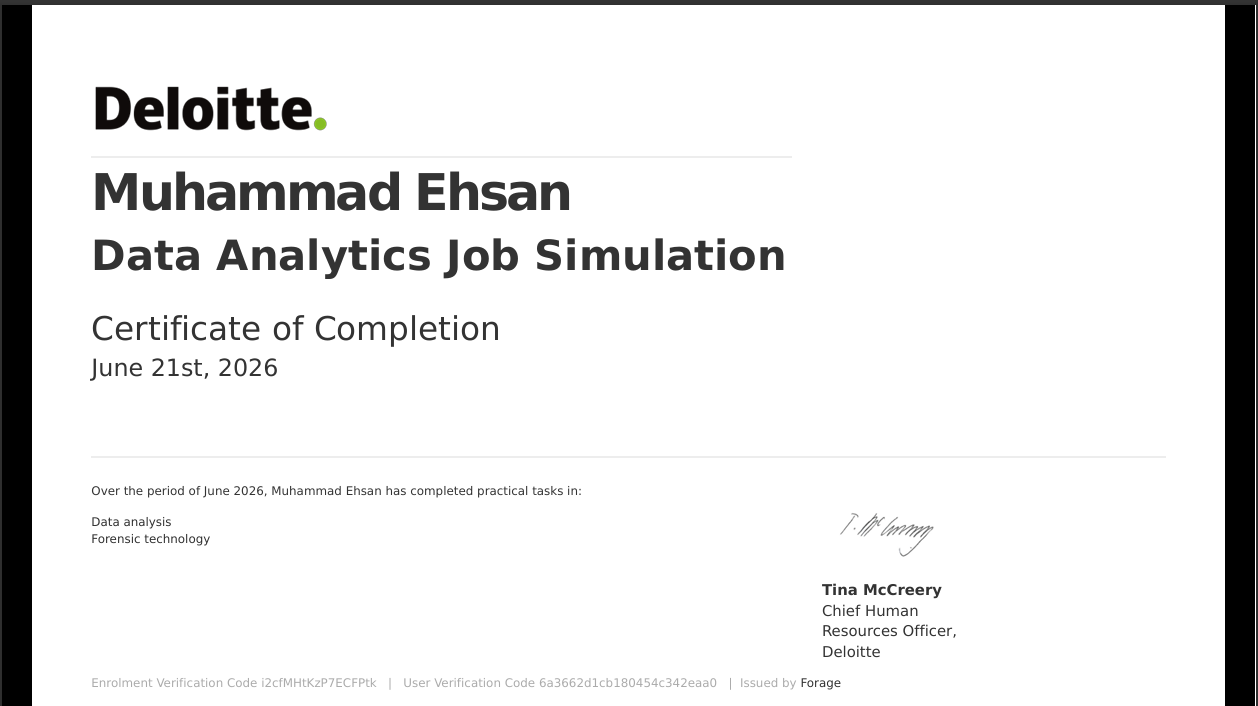 Deloitte.
Muhammad Ehsan
Data Analytics Job Simulation
Certificate of Completion
June 21st, 2026
Over the period of June 2026, Muhammad Ehsan has completed practical tasks in:
Data analysis
Forensic technology
T. McCreery
Tina McCreery
Chief Human
Resources Officer,
Deloitte
Enrolment Verification Code i2cfMHtKzP7ECFPtk | User Verification Code 6a3662d1cb180454c342eaa0 | Issued by Forage